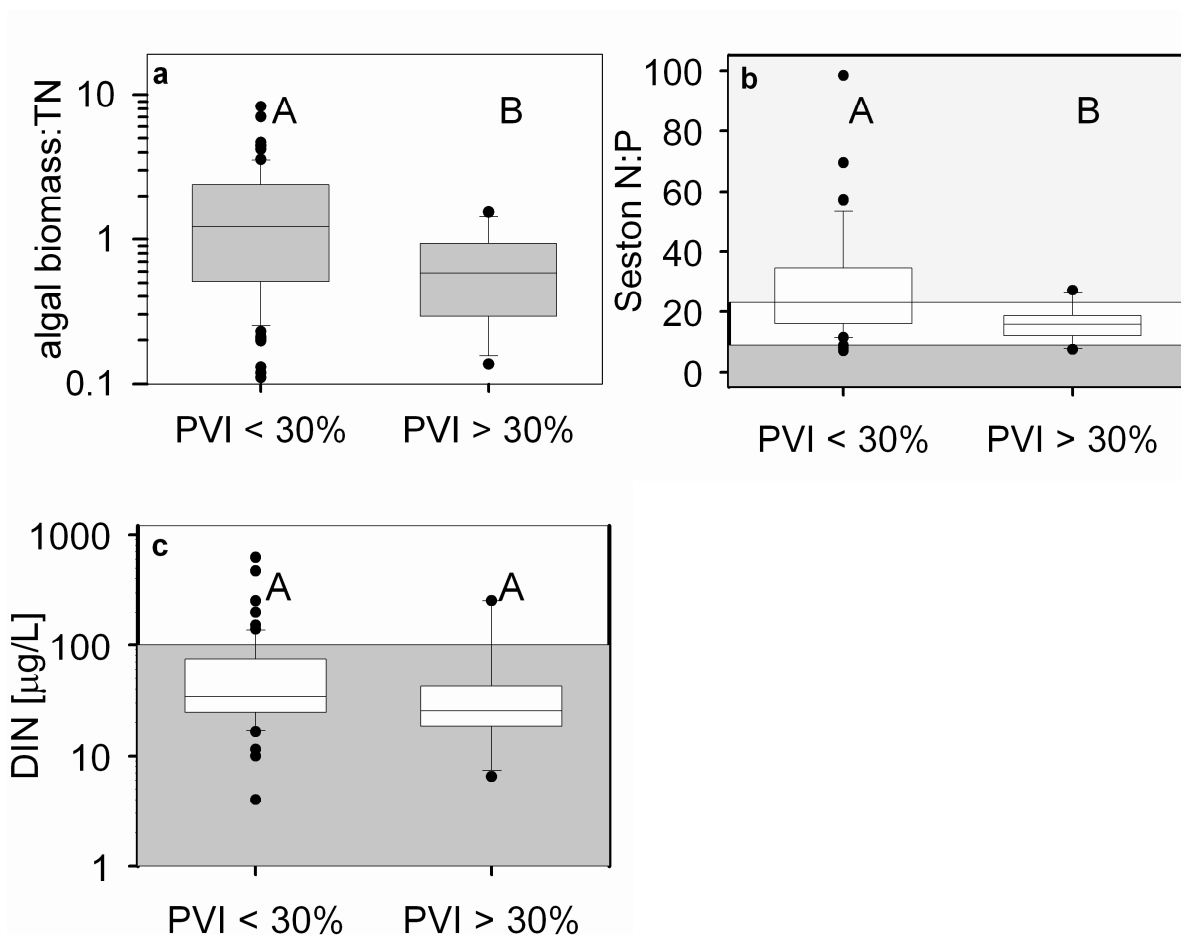 a
A
B
algal biomass:TN
10
1
0.1
PVI < 30%
PVI > 30%
b
A
B
Seston N:P
100
80
60
40
20
0
PVI < 30%
PVI > 30%
c
A
A
DIN [µg/L]
1000
100
10
1
PVI < 30%
PVI > 30%